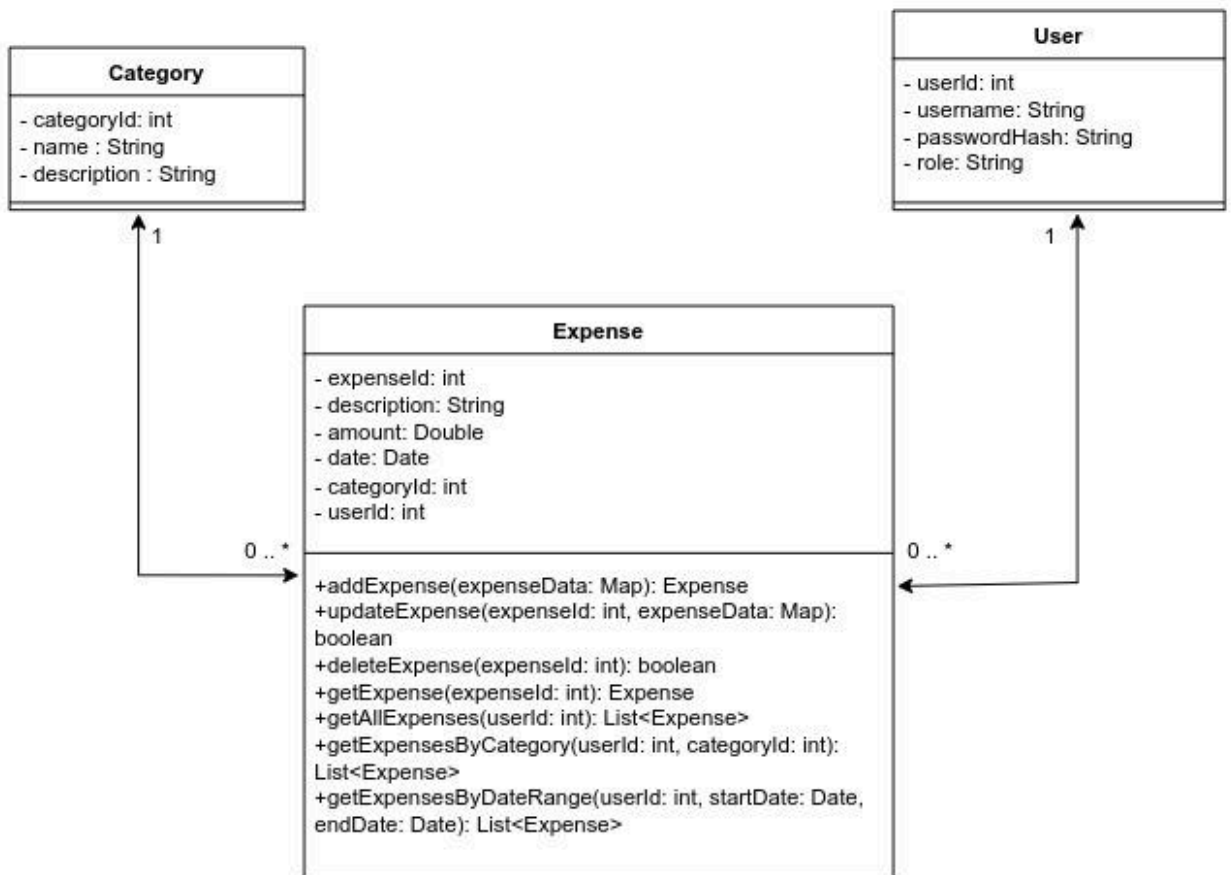 Category
- categoryId: int
- name : String
- description : String
1
User
- userId: int
- username: String
- passwordHash: String
- role: String
1
Expense
- expenseId: int
- description: String
- amount: Double
- date: Date
- categoryId: int
- userId: int
0 .. *
0 .. *
+addExpense(expenseData: Map): Expense
+updateExpense(expenseId: int, expenseData: Map):
boolean
+deleteExpense(expenseId: int): boolean
+getExpense(expenseId: int): Expense
+getAllExpenses(userId: int): List<Expense>
+getExpensesByCategory(userId: int, categoryId: int):
List<Expense>
+getExpensesByDateRange(userId: int, startDate: Date,
endDate: Date): List<Expense>